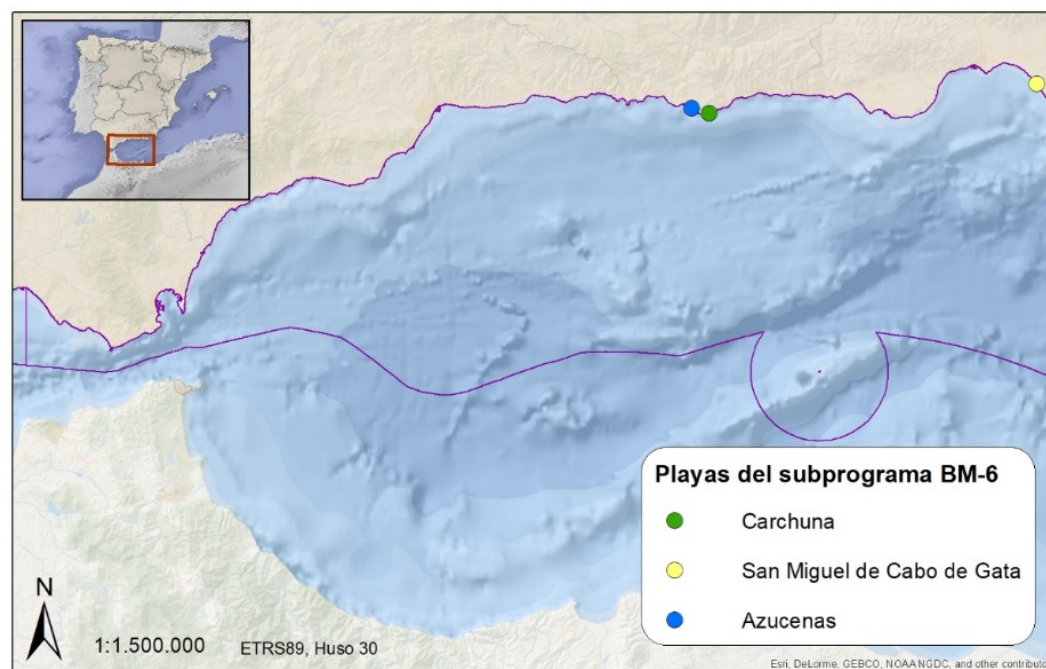 Playas del subprograma BM-6
Carchuna
San Miguel de Cabo de Gata
Azucenas
N
1:1.500.000
ETRS89, Huso 30
Esri, DeLorme, GEBCO, NOAA NGDC, and other contributo